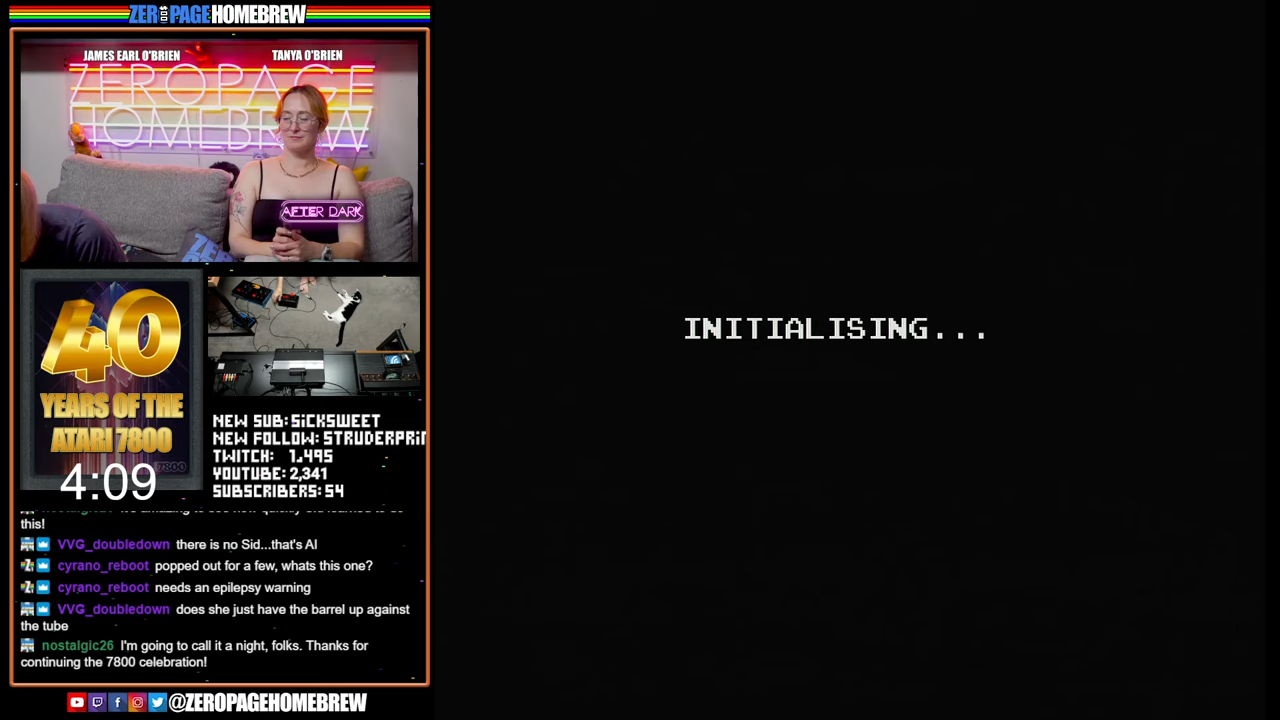 ZEROPAGE HOMEBREW
JAMES EARL O'BRIEN
TANYA O'BRIEN
ZEROPAGE
HOMEBREW
AFTER DARK
40
YEARS OF THE
ATARI 7800
7800
4:09
NEW SUB: SICKSWEET
NEW FOLLOW: STRUDERPRI
TWITCH: 1,495
YOUTUBE: 2,341
SUBSCRIBERS: 54
this!
VVG_doubledown there is no Sid...that's AI
cyrano_reboot popped out for a few, whats this one?
cyrano_reboot needs an epilepsy warning
VVG_doubledown does she just have the barrel up against
the tube
nostalgic26 I'm going to call it a night, folks. Thanks for
continuing the 7800 celebration!
@ZEROPAGEHOMEBREW
INITIALISING...